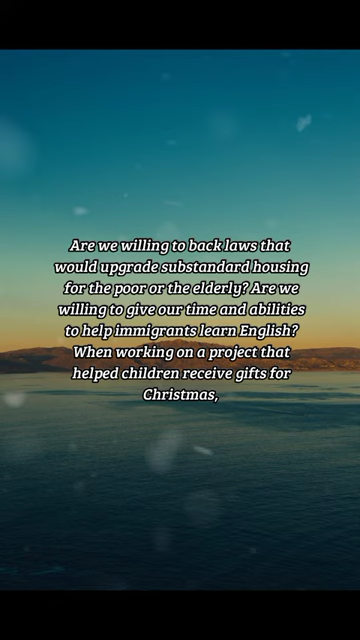 Are we willing to back laws that
would upgrade substandard housing
for the poor or the elderly? Are we
willing to give our time and abilities
to help immigrants learn English?
When working on a project that
helped children receive gifts for
Christmas,